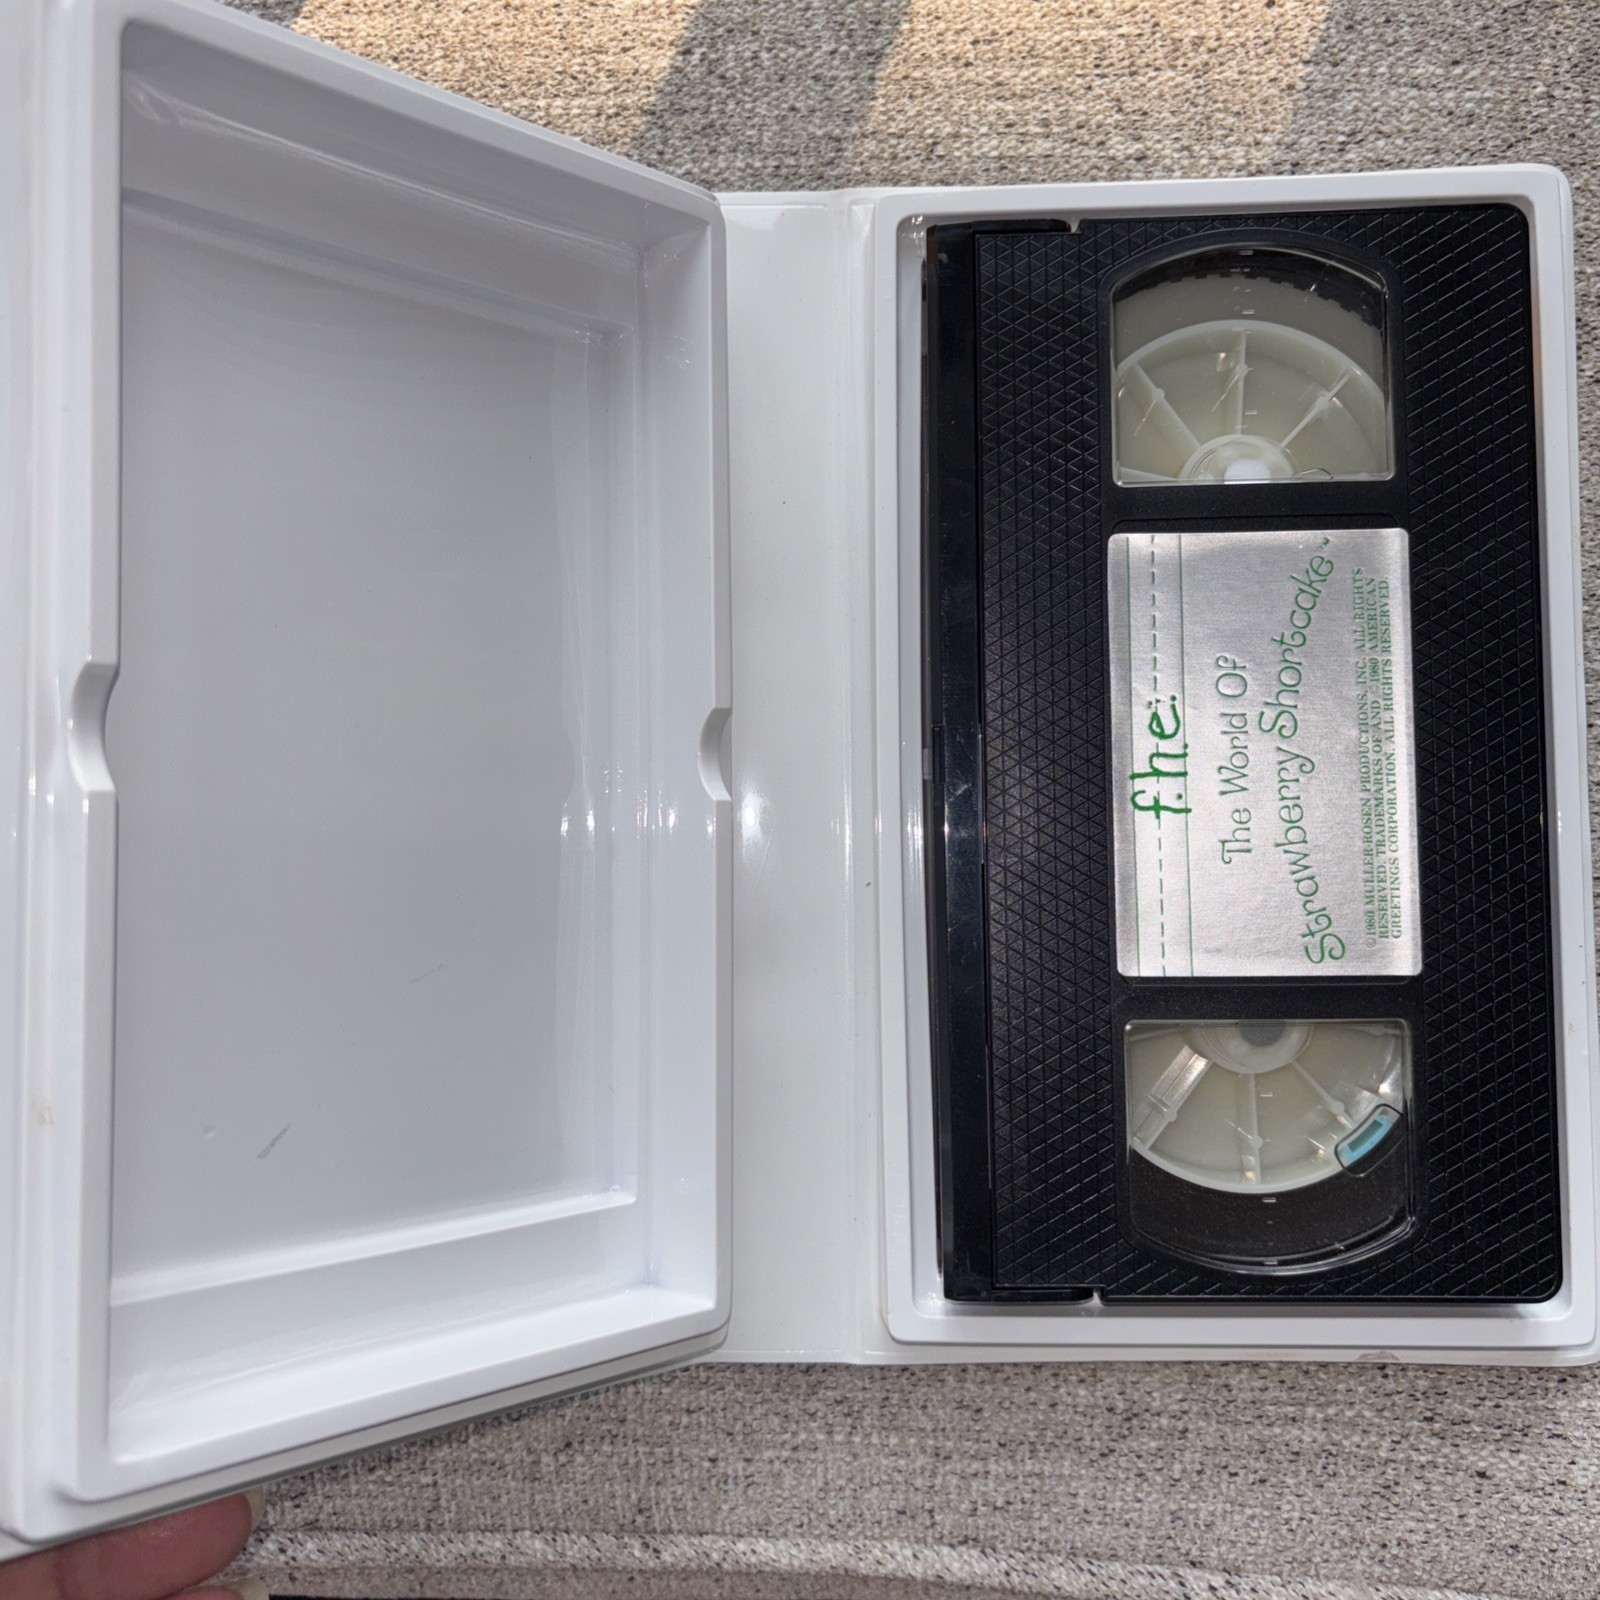 f.h.e.
The World Of
Strawberry Shortcake™
©1980 MULLER-ROSEN PRODUCTIONS, INC. ALL RIGHTS
RESERVED. TRADEMARKS OF AND ©1980 AMERICAN
GREETINGS CORPORATION. ALL RIGHTS RESERVED.